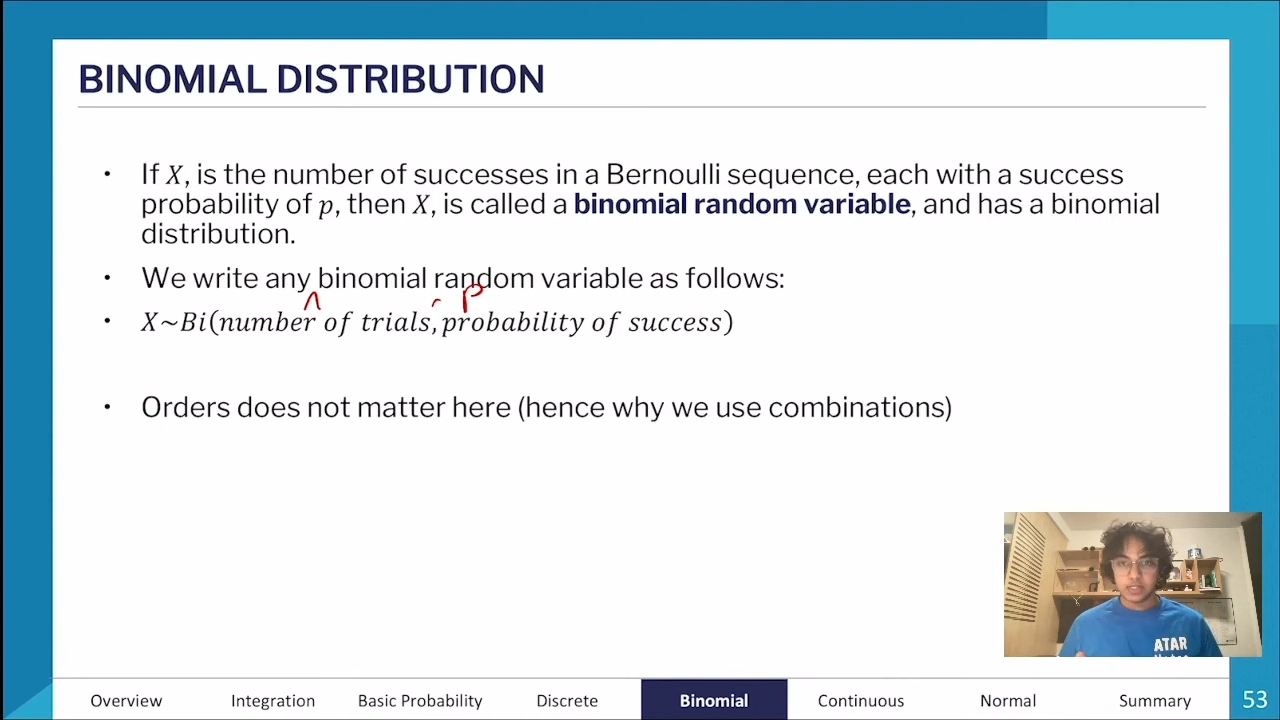 BINOMIAL DISTRIBUTION
• If X, is the number of successes in a Bernoulli sequence, each with a success
probability of p, then X, is called a binomial random variable, and has a binomial
distribution.
• We write any binomial random variable as follows:
n , p
• X~Bi(number of trials, probability of success)
• Orders does not matter here (hence why we use combinations)
ATAR
Overview Integration Basic Probability Discrete Binomial Continuous Normal Summary 53